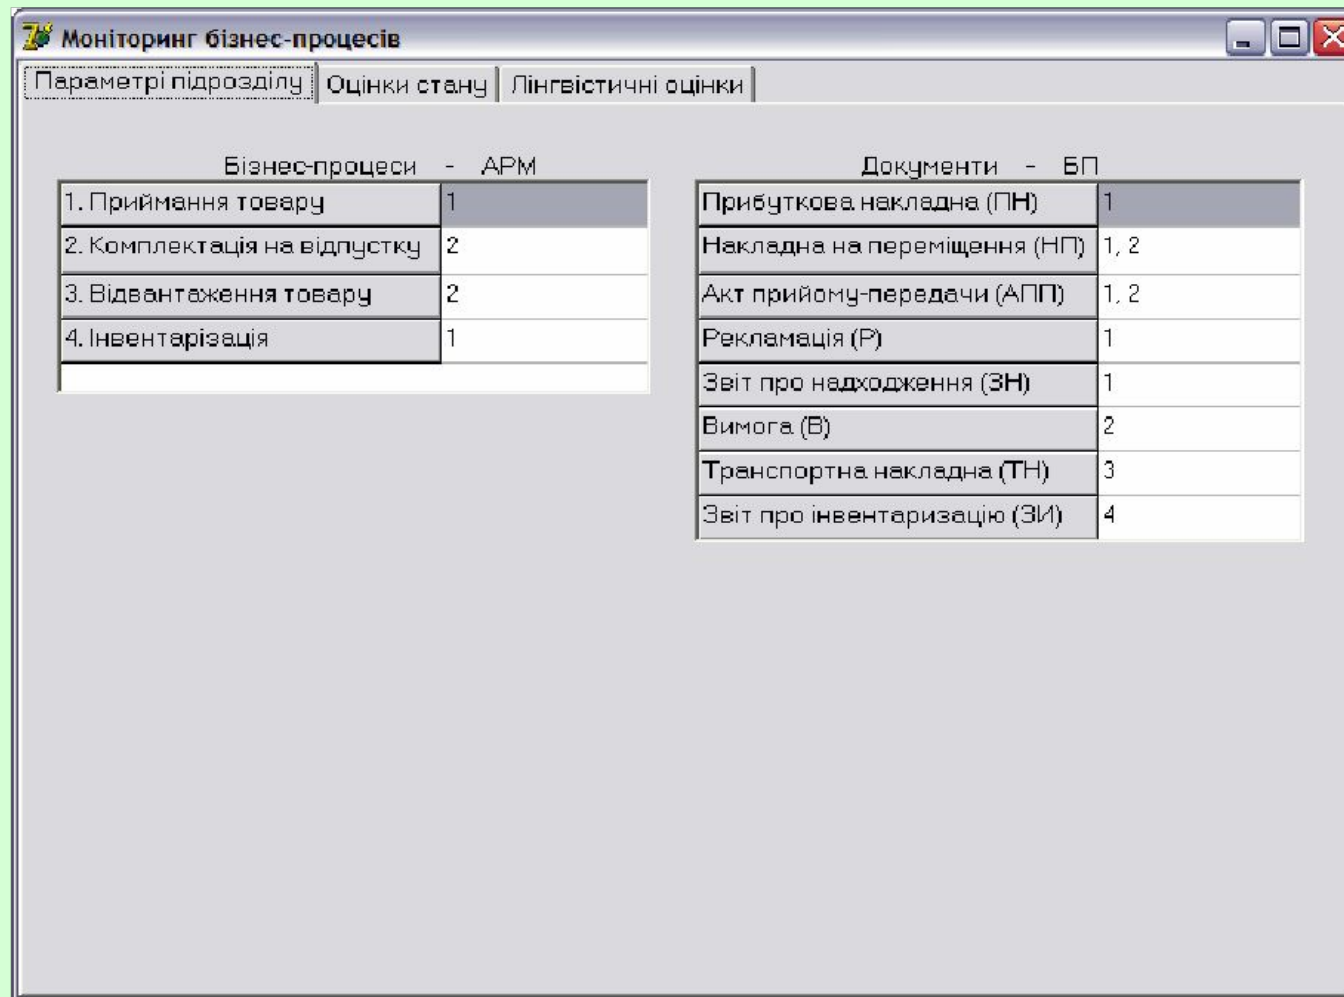 Моніторинг бізнес-процесів
Параметрі підрозділу Оцінки стану Лінгвістичні оцінки
Бізнес-процеси - АРМ
1. Приймання товару 1
2. Комплектація на відпустку 2
3. Відвантаження товару 2
4. Інвентарізація 1
Документи - БП
Прибуткова накладна (ПН) 1
Накладна на переміщення (НП) 1, 2
Акт прийому-передачи (АПП) 1, 2
Рекламація (Р) 1
Звіт про надходження (ЗН) 1
Вимога (В) 2
Транспортна накладна (ТН) 3
Звіт про інвентаризацію (ЗИ) 4